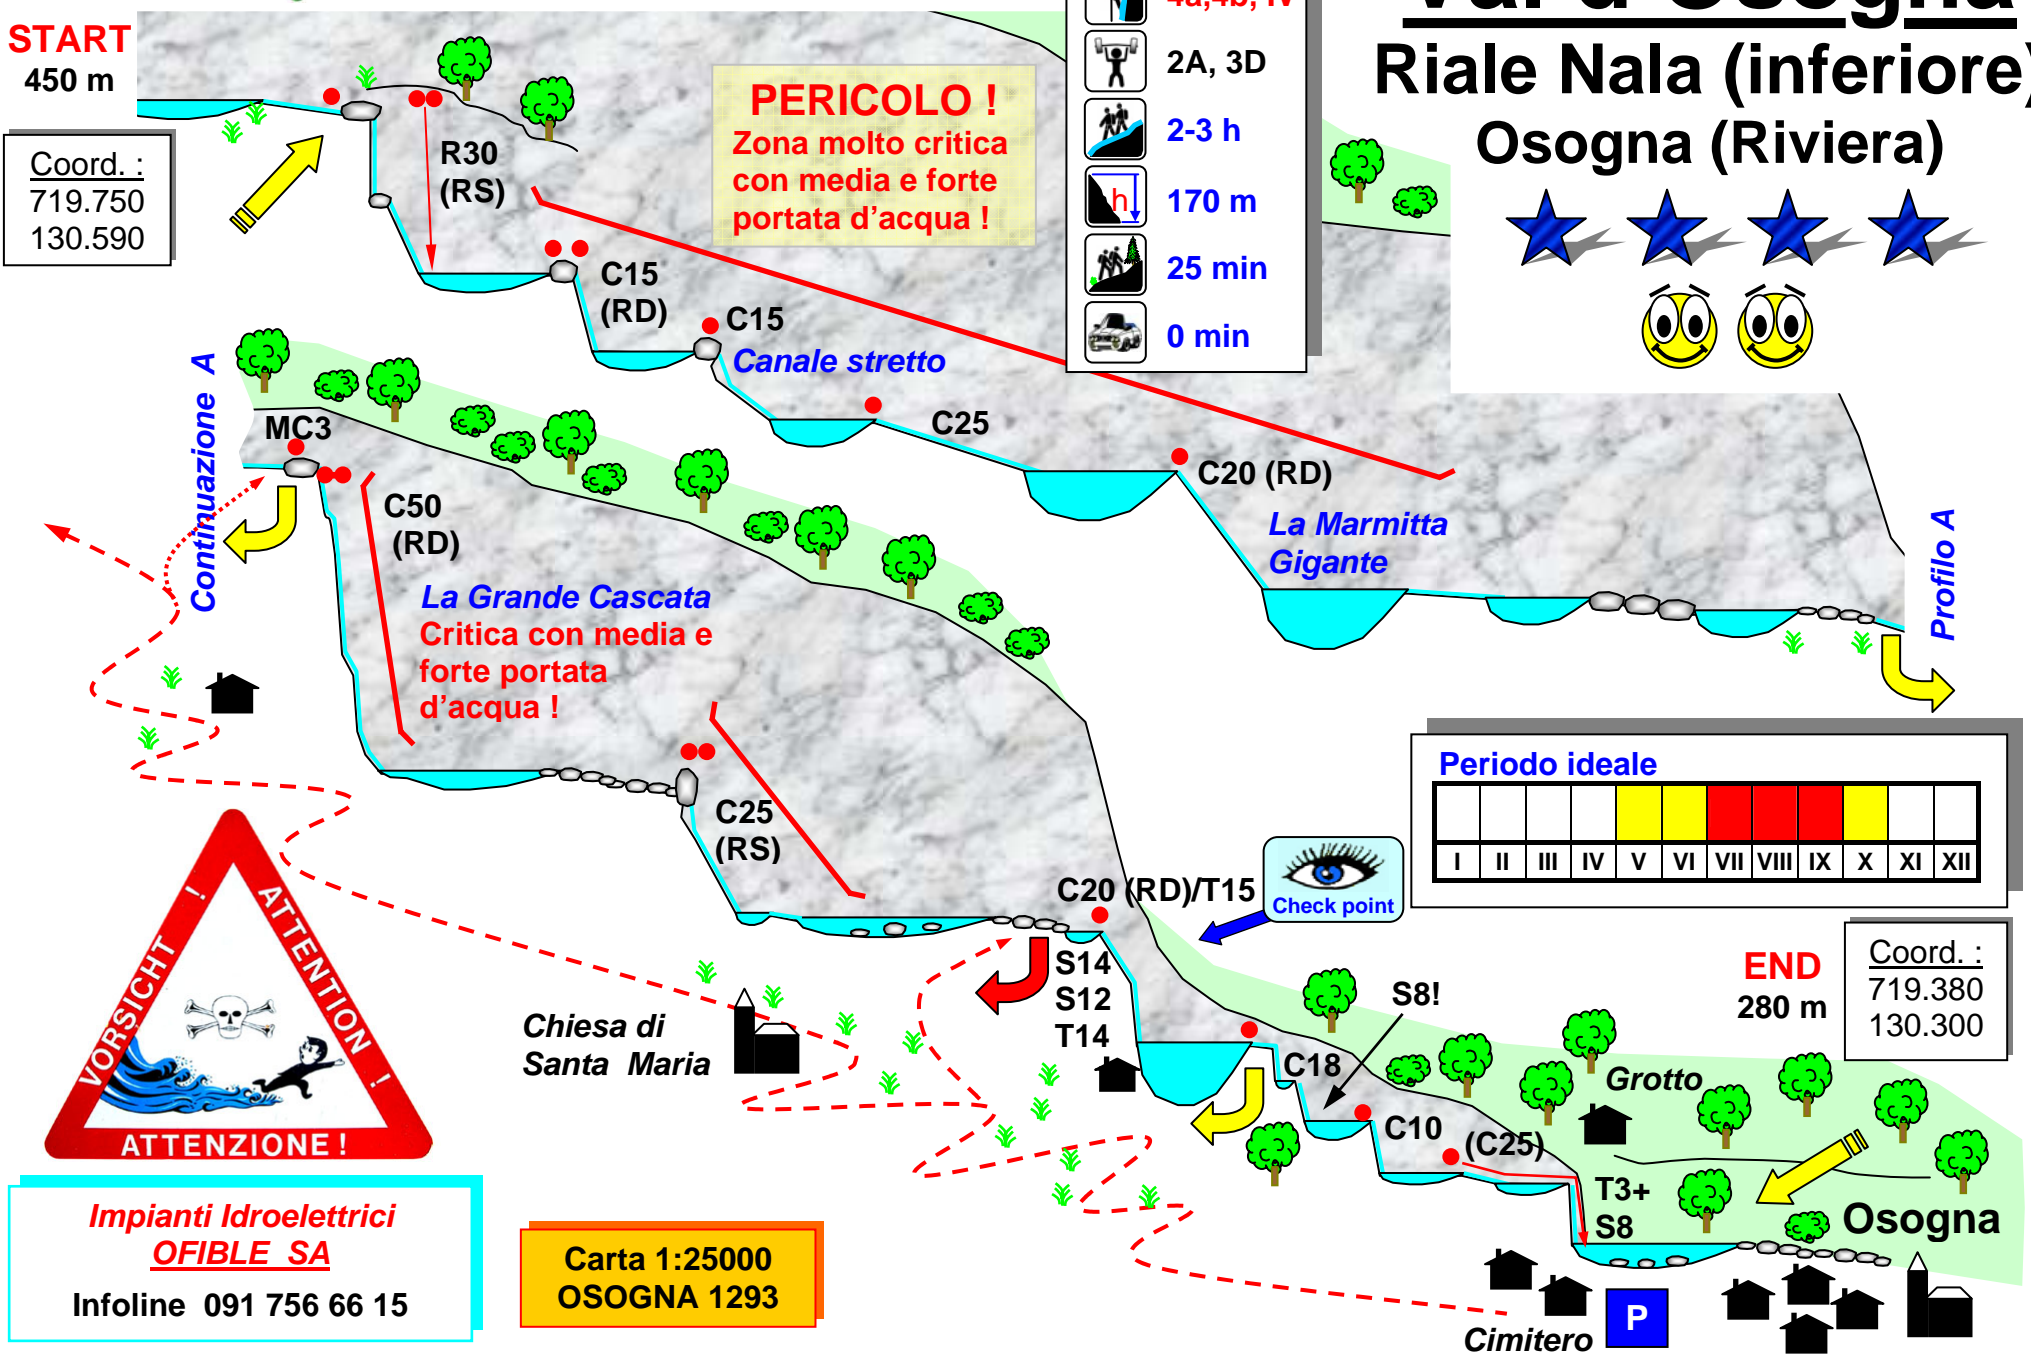 START
450 m
Coord. :
719.750
130.590
R30
(RS)
PERICOLO !
Zona molto critica
con media e forte
portata d'acqua !
4a,4b, IV
2A, 3D
2-3 h
h
170 m
25 min
0 min
Val d'Osogna
Riale Nala (inferiore)
Osogna (Riviera)
C15
(RD)
C15
Canale stretto
C25
C20 (RD)
La Marmitta
Gigante
Profilo A
Continuazione A
MC3
C50
(RD)
La Grande Cascata
Critica con media e
forte portata
d'acqua !
C25
(RS)
Periodo ideale
I II III IV V VI VII VIII IX X XI XII
C20 (RD)/T15
Check point
S14
S12
T14
Chiesa di
Santa Maria
END
280 m
Coord. :
719.380
130.300
S8!
C18
C10
(C25)
Grotto
T3+
S8
Osogna
Cimitero
P
VORSICHT !
ATTENTION !
ATTENZIONE !
Impianti Idroelettrici
OFIBLE SA
Infoline 091 756 66 15
Carta 1:25000
OSOGNA 1293